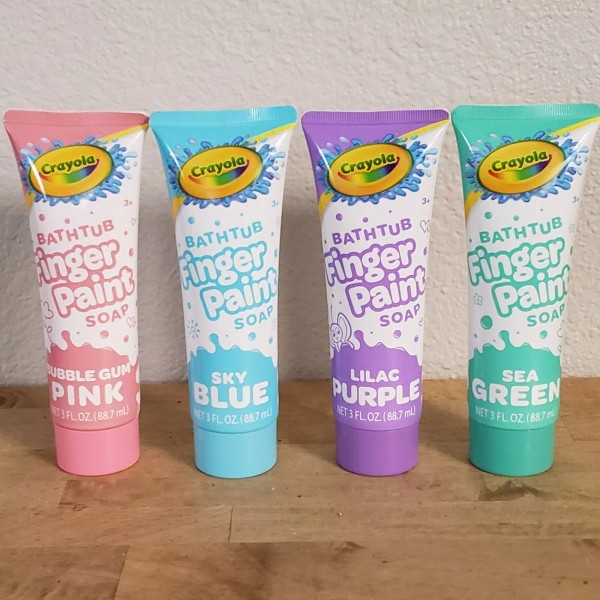 Crayola
3+
BATHTUB
Finger
Paint
SOAP
BUBBLE GUM
PINK
NET 3 FL. OZ. (88.7 mL)
Crayola
3+
BATHTUB
Finger
Paint
SOAP
SKY
BLUE
NET 3 FL. OZ. (88.7 mL)
Crayola
3+
BATHTUB
Finger
Paint
SOAP
LILAC
PURPLE
NET 3 FL. OZ. (88.7 mL)
Crayola
3+
BATHTUB
Finger
Paint
SOAP
SEA
GREEN
NET 3 FL. OZ. (88.7 mL)